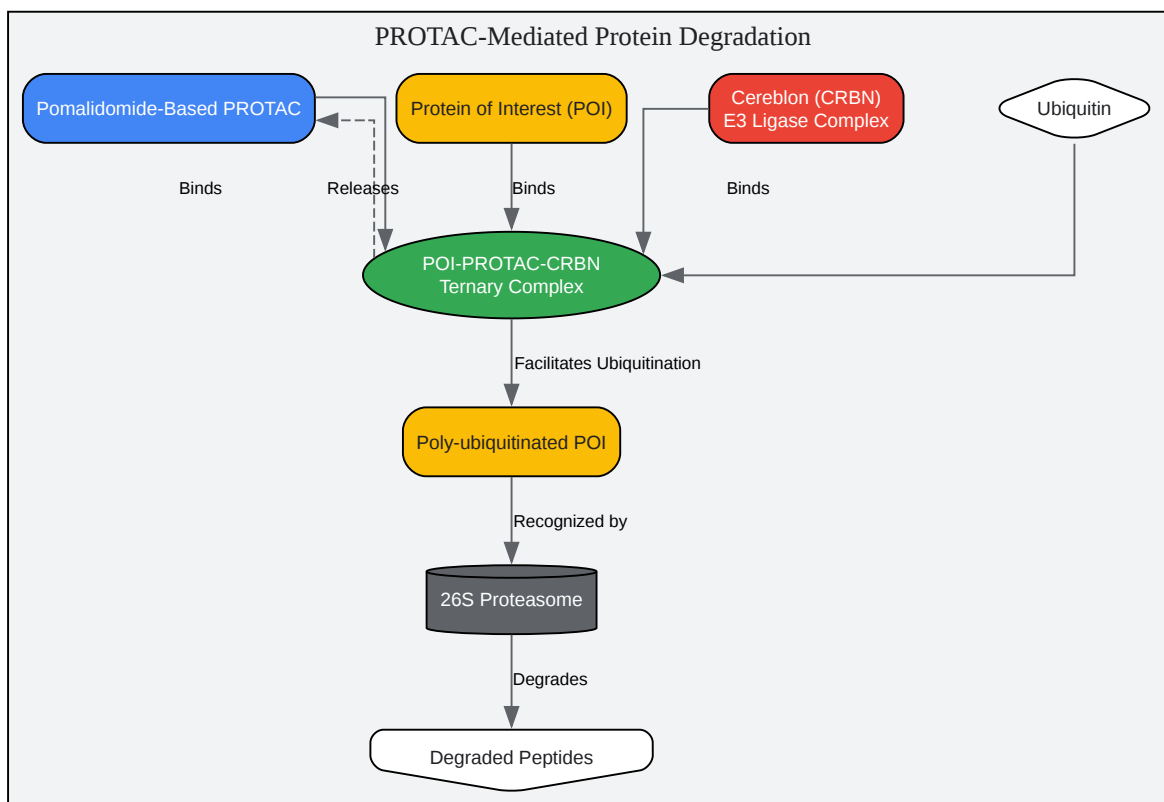 PROTAC-Mediated Protein Degradation
Pomalidomide-Based PROTAC
Protein of Interest (POI)
Cereblon (CRBN)
E3 Ligase Complex
Ubiquitin
Binds
Releases
Binds
Binds
POI-PROTAC-CRBN
Ternary Complex
Facilitates Ubiquitination
Poly-ubiquitinated POI
Recognized by
26S Proteasome
Degrades
Degraded Peptides